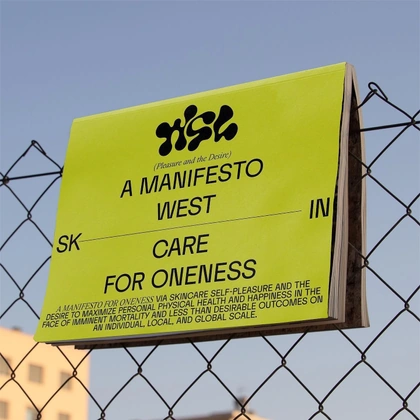 WSL
(Pleasure and the Desire)
A MANIFESTO
WEST
SK IN
CARE
FOR ONENESS
A MANIFESTO FOR ONENESS VIA SKINCARE SELF-PLEASURE AND THE
DESIRE TO MAXIMIZE PERSONAL PHYSICAL HEALTH AND HAPPINESS IN THE
FACE OF IMMINENT MORTALITY AND LESS THAN DESIRABLE OUTCOMES ON
AN INDIVIDUAL, LOCAL, AND GLOBAL SCALE.